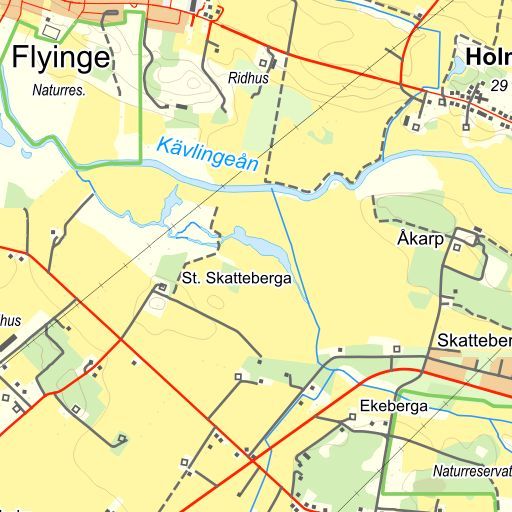 Flyinge
Holm
Ridhus
Naturres.
29
Kävlingeån
Åkarp
St. Skatteberga
hus
Skatteber
Ekeberga
Naturreservat